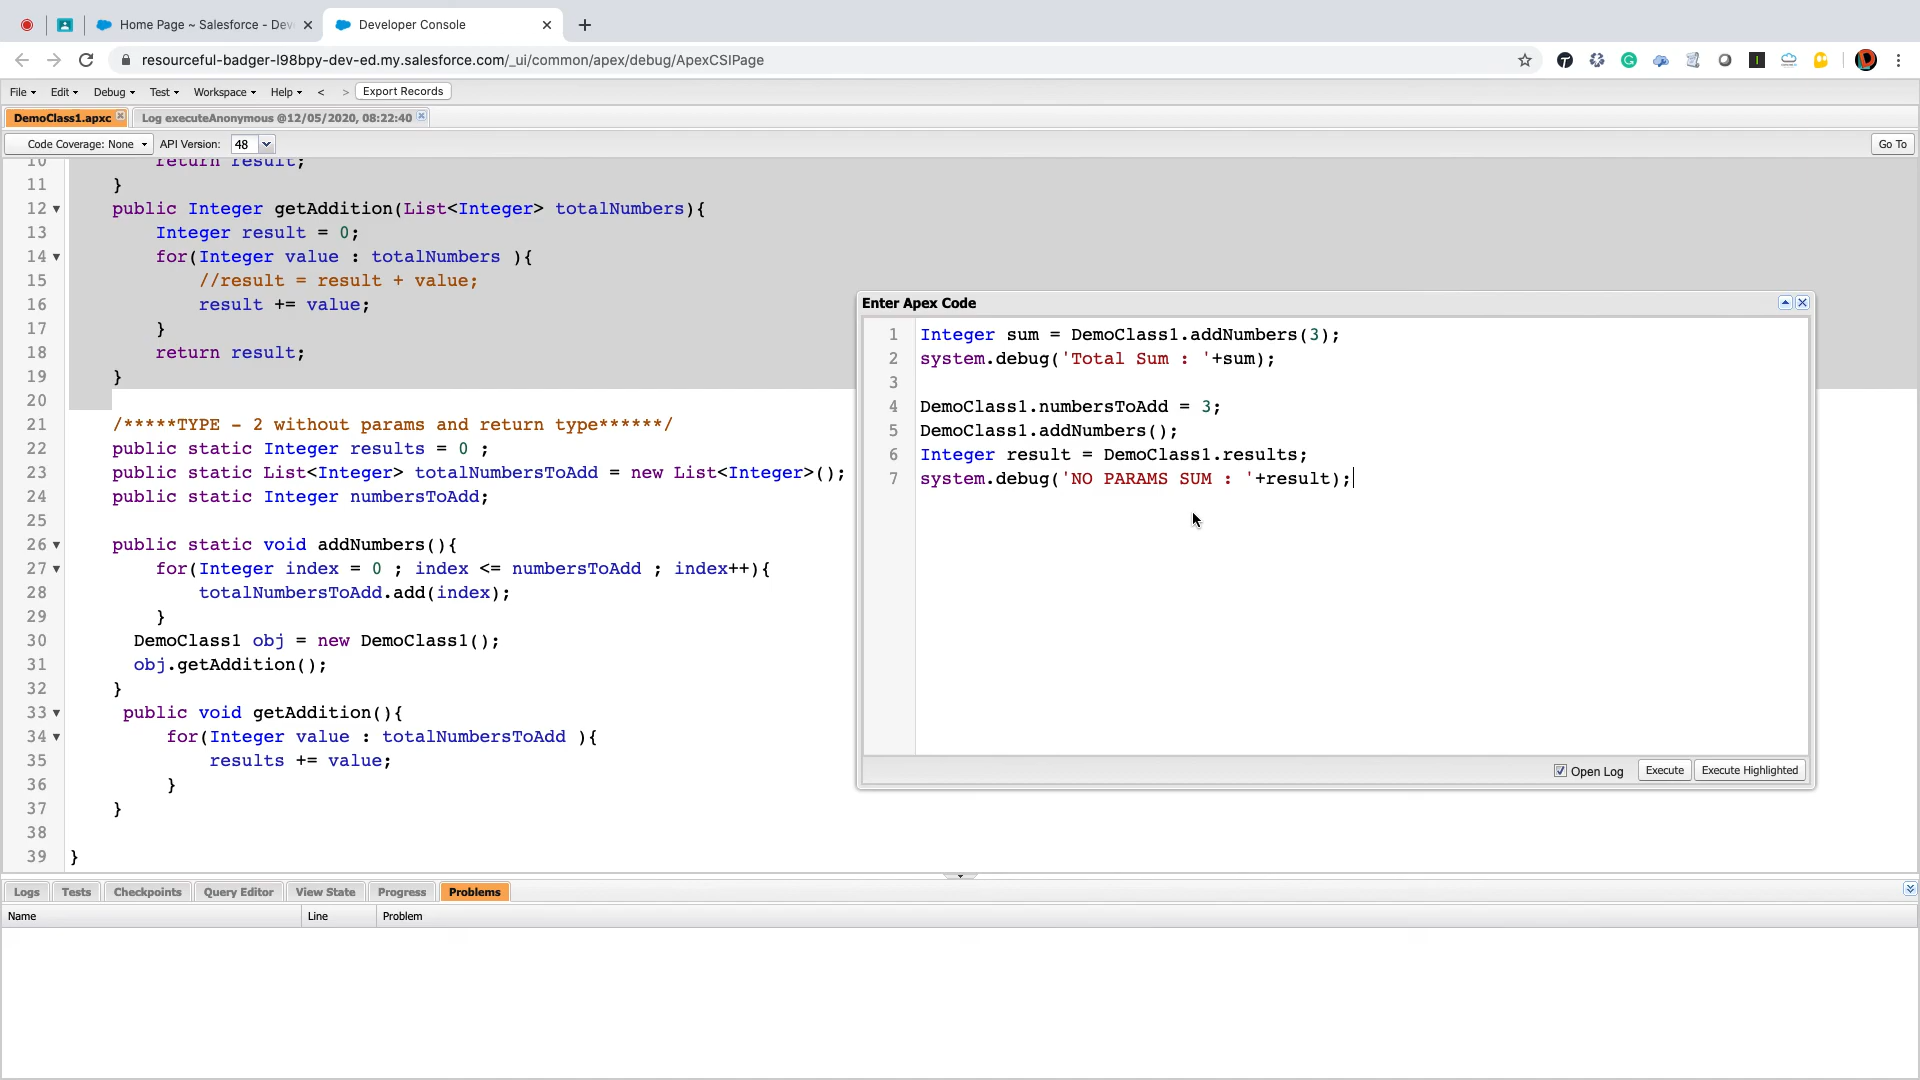 Home Page ~ Salesforce - Dev
Developer Console
resourceful-badger-l98bpy-dev-ed.my.salesforce.com/_ui/common/apex/debug/ApexCSIPage
File Edit Debug Test Workspace Help < > Export Records
DemoClass1.apxc Log executeAnonymous @12/05/2020, 08:22:40
Code Coverage: None API Version: 48 Go To
10 return result;
11 }
12 public Integer getAddition(List<Integer> totalNumbers){
13 Integer result = 0;
14 for(Integer value : totalNumbers ){
15 //result = result + value;
16 result += value;
17 }
18 return result;
19 }
20
21 /*****TYPE - 2 without params and return type******/
22 public static Integer results = 0 ;
23 public static List<Integer> totalNumbersToAdd = new List<Integer>();
24 public static Integer numbersToAdd;
25
26 public static void addNumbers(){
27 for(Integer index = 0 ; index <= numbersToAdd ; index++){
28 totalNumbersToAdd.add(index);
29 }
30 DemoClass1 obj = new DemoClass1();
31 obj.getAddition();
32 }
33 public void getAddition(){
34 for(Integer value : totalNumbersToAdd ){
35 results += value;
36 }
37 }
38
39 }
Enter Apex Code
1 Integer sum = DemoClass1.addNumbers(3);
2 system.debug('Total Sum : '+sum);
3
4 DemoClass1.numbersToAdd = 3;
5 DemoClass1.addNumbers();
6 Integer result = DemoClass1.results;
7 system.debug('NO PARAMS SUM : '+result);
Open Log Execute Execute Highlighted
Logs Tests Checkpoints Query Editor View State Progress Problems
Name Line Problem